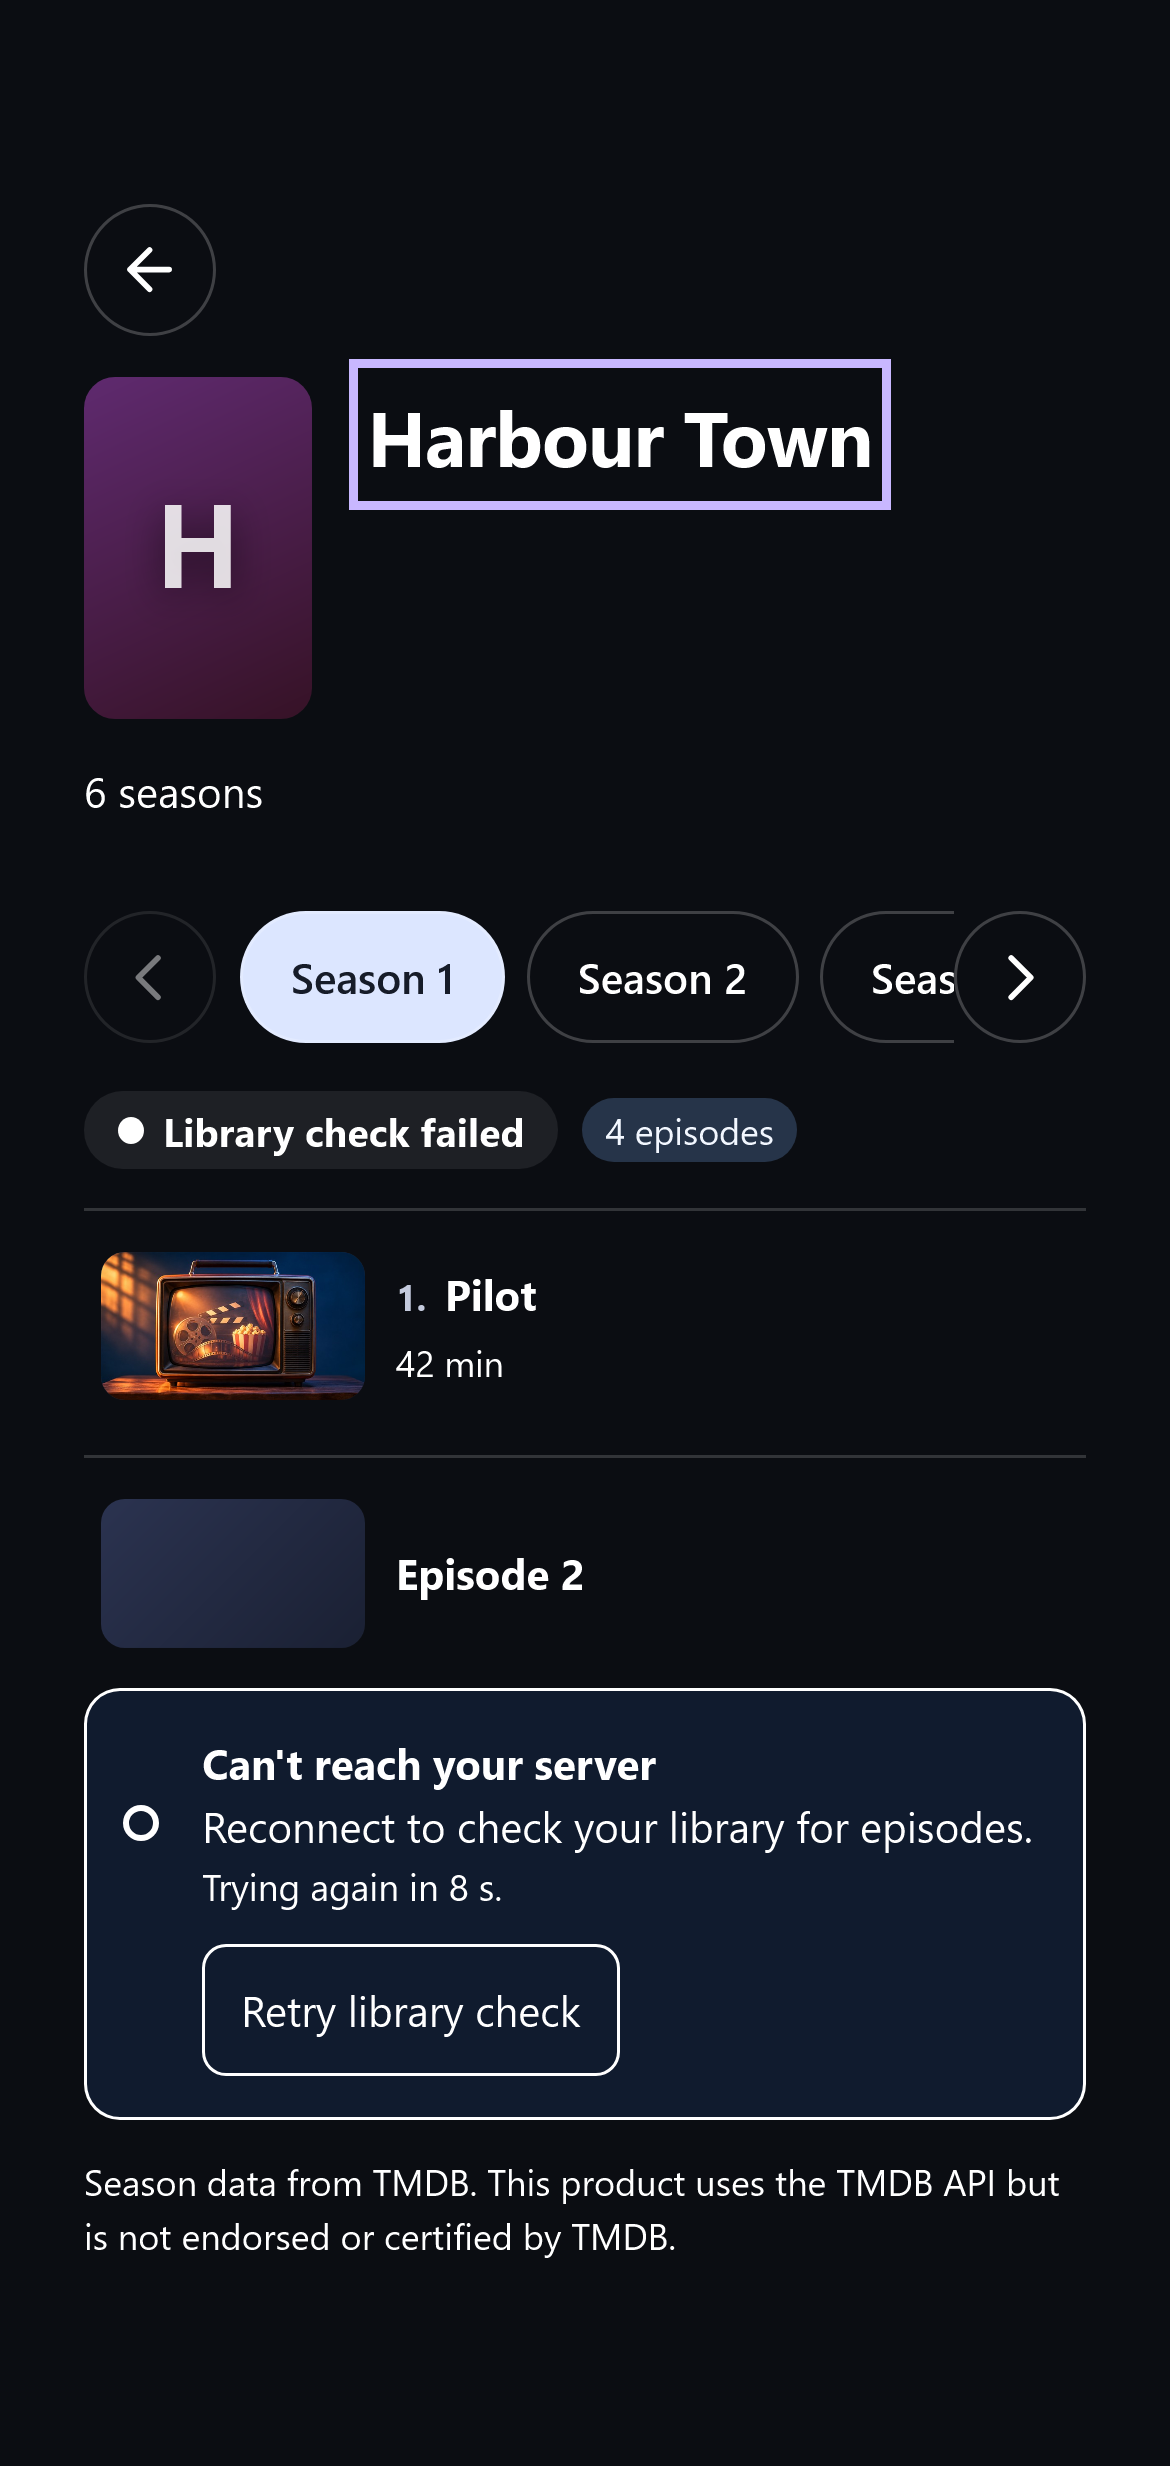 Harbour Town
H
6 seasons
Season 1
Season 2
Seas
Library check failed
4 episodes
1. Pilot
42 min
Episode 2
Can't reach your server
Reconnect to check your library for episodes.
Trying again in 8 s.
Retry library check
Season data from TMDB. This product uses the TMDB API but
is not endorsed or certified by TMDB.